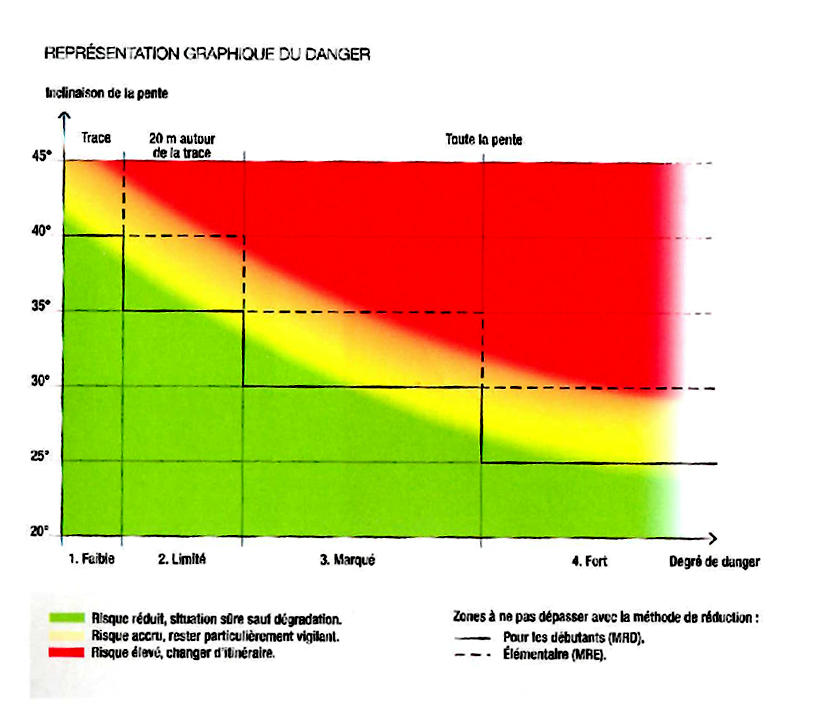 REPRÉSENTATION GRAPHIQUE DU DANGER
Inclinaison de la pente
Trace
20 m autour
de la trace
Toute la pente
45°
40°
35°
30°
25°
20°
1. Faible
2. Limité
3. Marqué
4. Fort
Degré de danger
Risque réduit, situation sûre sauf dégradation.
Risque accru, rester particulièrement vigilant.
Risque élevé, changer d'itinéraire.
Zones à ne pas dépasser avec la méthode de réduction :
Pour les débutants (MRD).
Élémentaire (MRE).